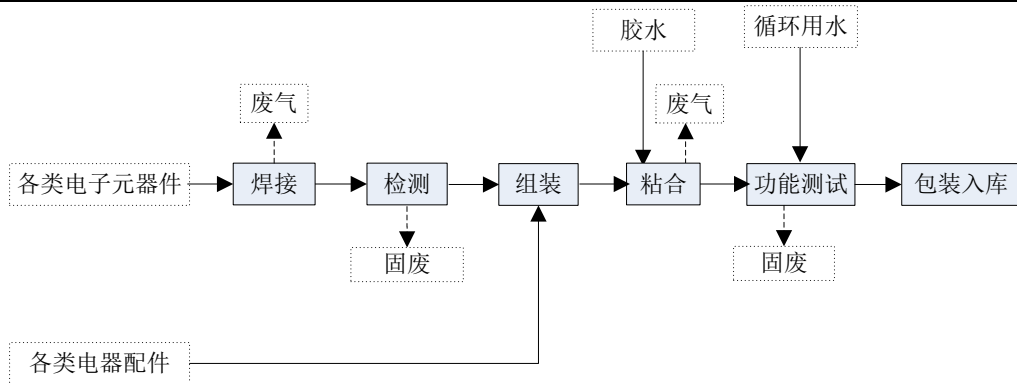 胶水
循环用水
废气
废气
各类电子元器件
焊接
检测
组装
粘合
功能测试
包装入库
固废
固废
各类电器配件